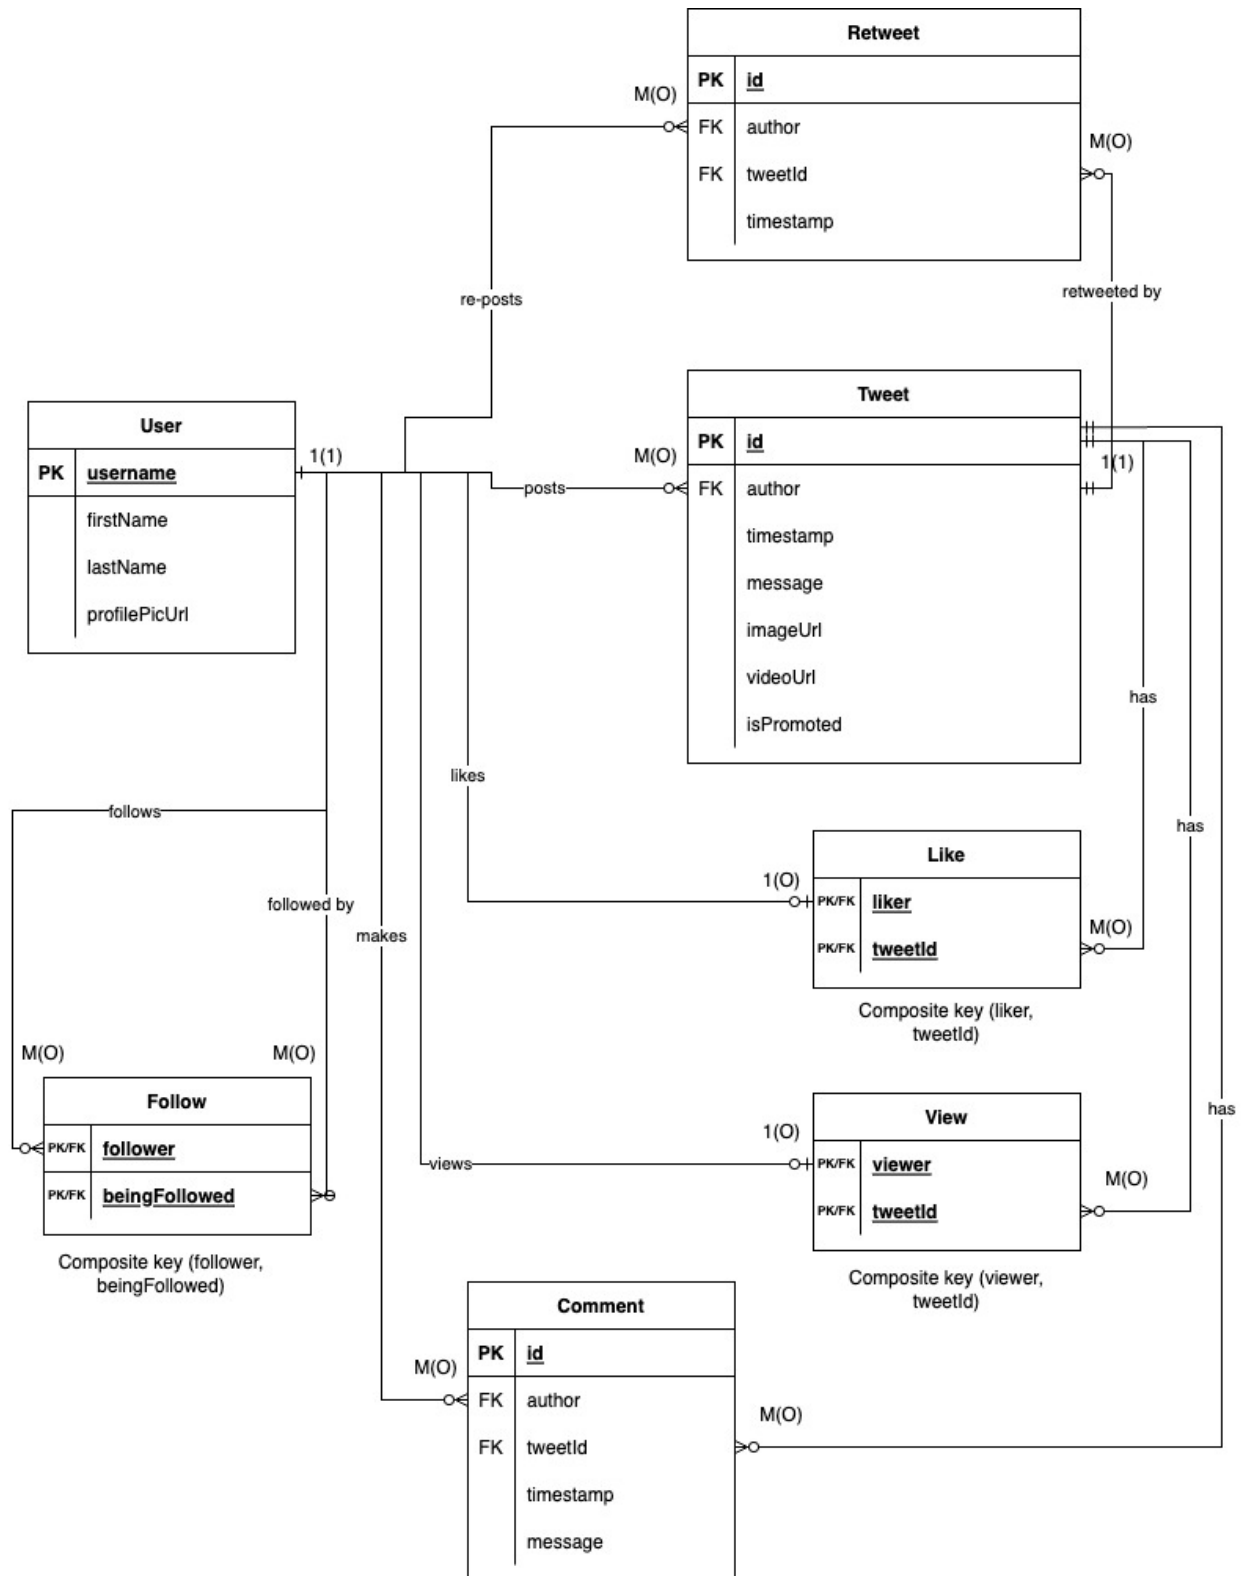 Retweet
PK id
M(O)
FK author
M(O)
FK tweetId
timestamp
re-posts
retweeted by
Tweet
User
PK id
1(1)
M(O)
1(1)
PK username
posts
FK author
firstName
timestamp
lastName
message
profilePicUrl
imageUrl
videoUrl
has
isPromoted
likes
follows
has
Like
1(O)
PK/FK liker
followed by
M(O)
makes
PK/FK tweetId
Composite key (liker,
tweetId)
M(O)
M(O)
Follow
has
View
1(O)
PK/FK follower
views
PK/FK viewer
M(O)
PK/FK beingFollowed
PK/FK tweetId
Composite key (follower,
beingFollowed)
Composite key (viewer,
tweetId)
Comment
PK id
M(O)
FK author
M(O)
FK tweetId
timestamp
message